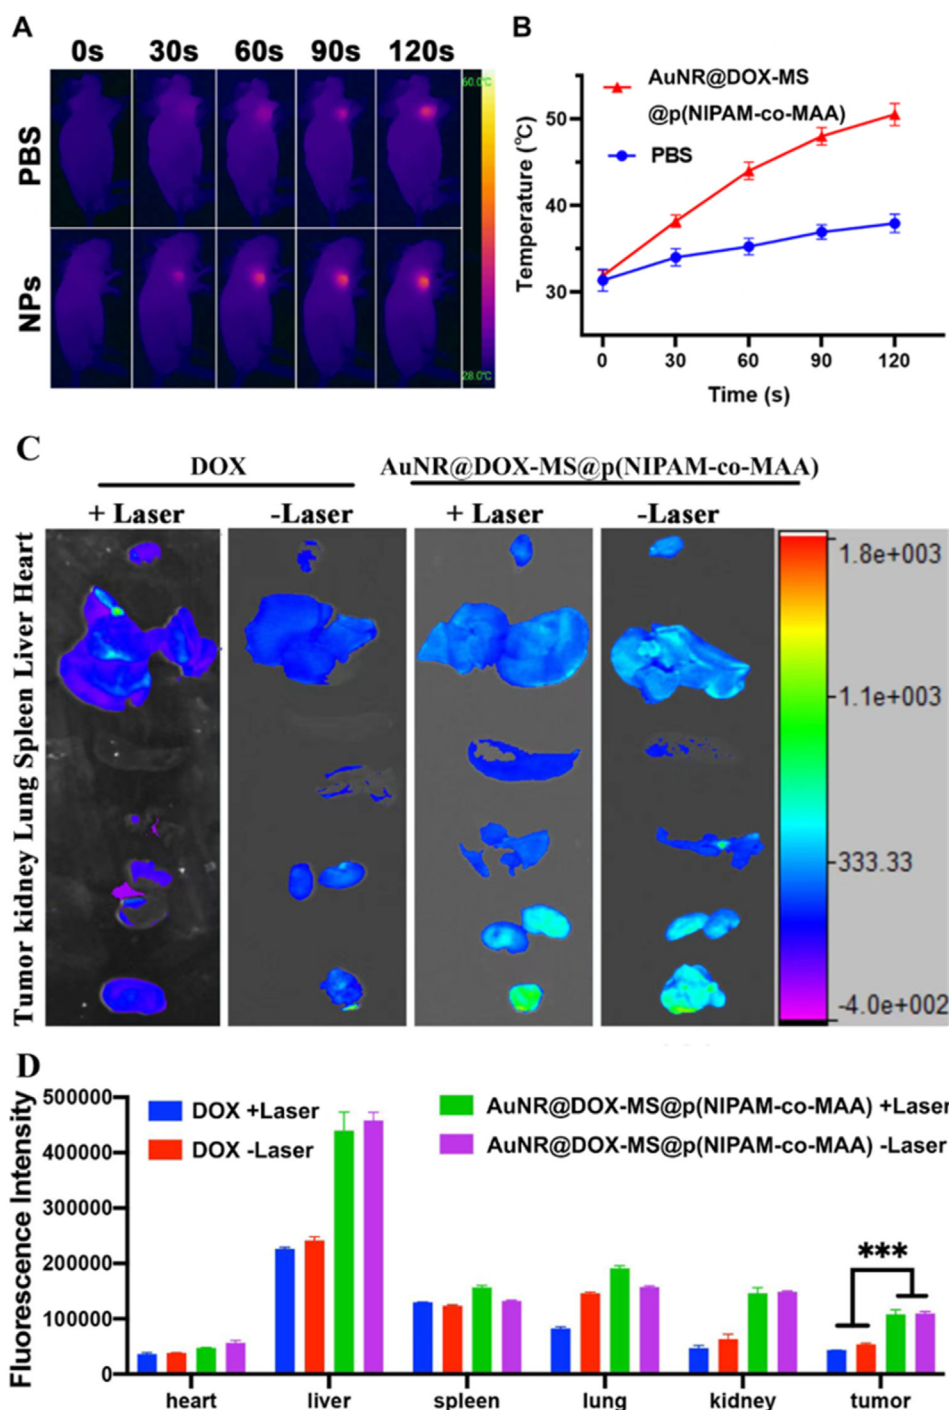 A
0s 30s 60s 90s 120s
PBS
NPs
60.0°C
28.0°C
B
AuNR@DOX-MS
@p(NIPAM-co-MAA)
PBS
Temperature (°C)
50
40
30
0 30 60 90 120
Time (s)
C
DOX AuNR@DOX-MS@p(NIPAM-co-MAA)
+ Laser -Laser + Laser -Laser
Tumor kidney Lung Spleen Liver Heart
1.8e+003
1.1e+003
333.33
-4.0e+002
D
Fluorescence Intensity
500000
400000
300000
200000
100000
0
DOX +Laser
DOX -Laser
AuNR@DOX-MS@p(NIPAM-co-MAA) +Laser
AuNR@DOX-MS@p(NIPAM-co-MAA) -Laser
***
heart liver spleen lung kidney tumor